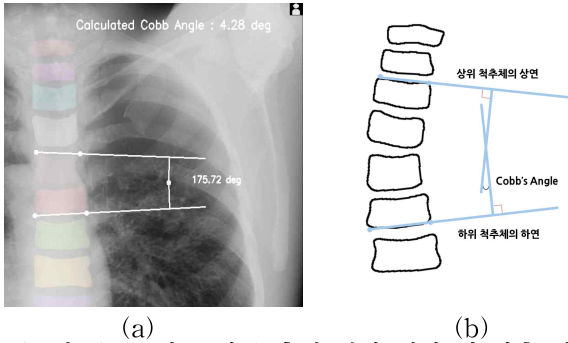 Calculated Cobb Angle : 4.28 deg
175.72 deg
상위 척추체의 상연
Cobb's Angle
하위 척추체의 하연
(a)
(b)